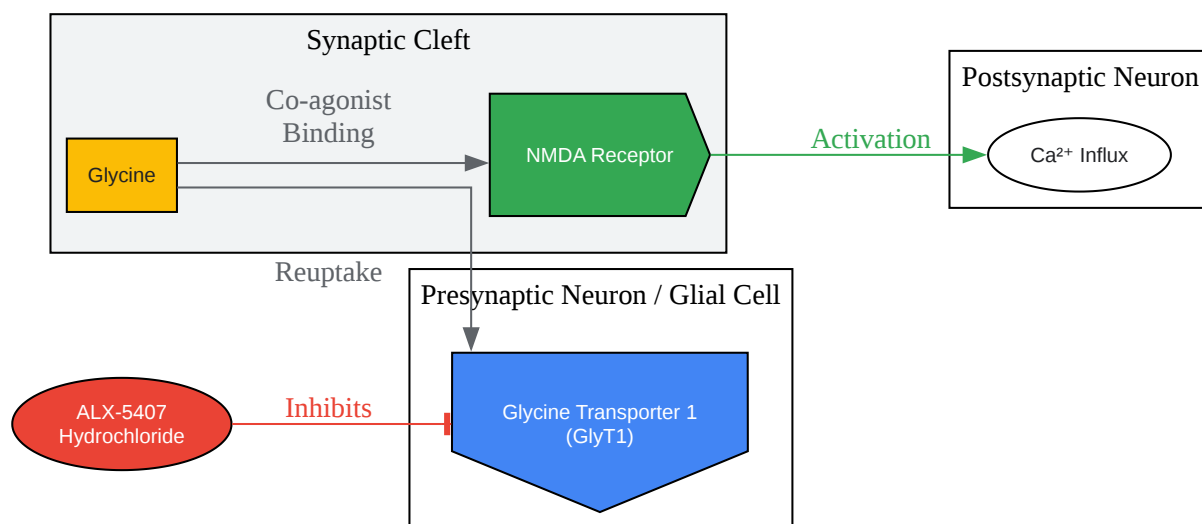 Synaptic Cleft
Co-agonist
Binding
Glycine
NMDA Receptor
Activation
Postsynaptic Neuron
Ca²⁺ Influx
Reuptake
Presynaptic Neuron / Glial Cell
ALX-5407
Hydrochloride
Inhibits
Glycine Transporter 1
(GlyT1)